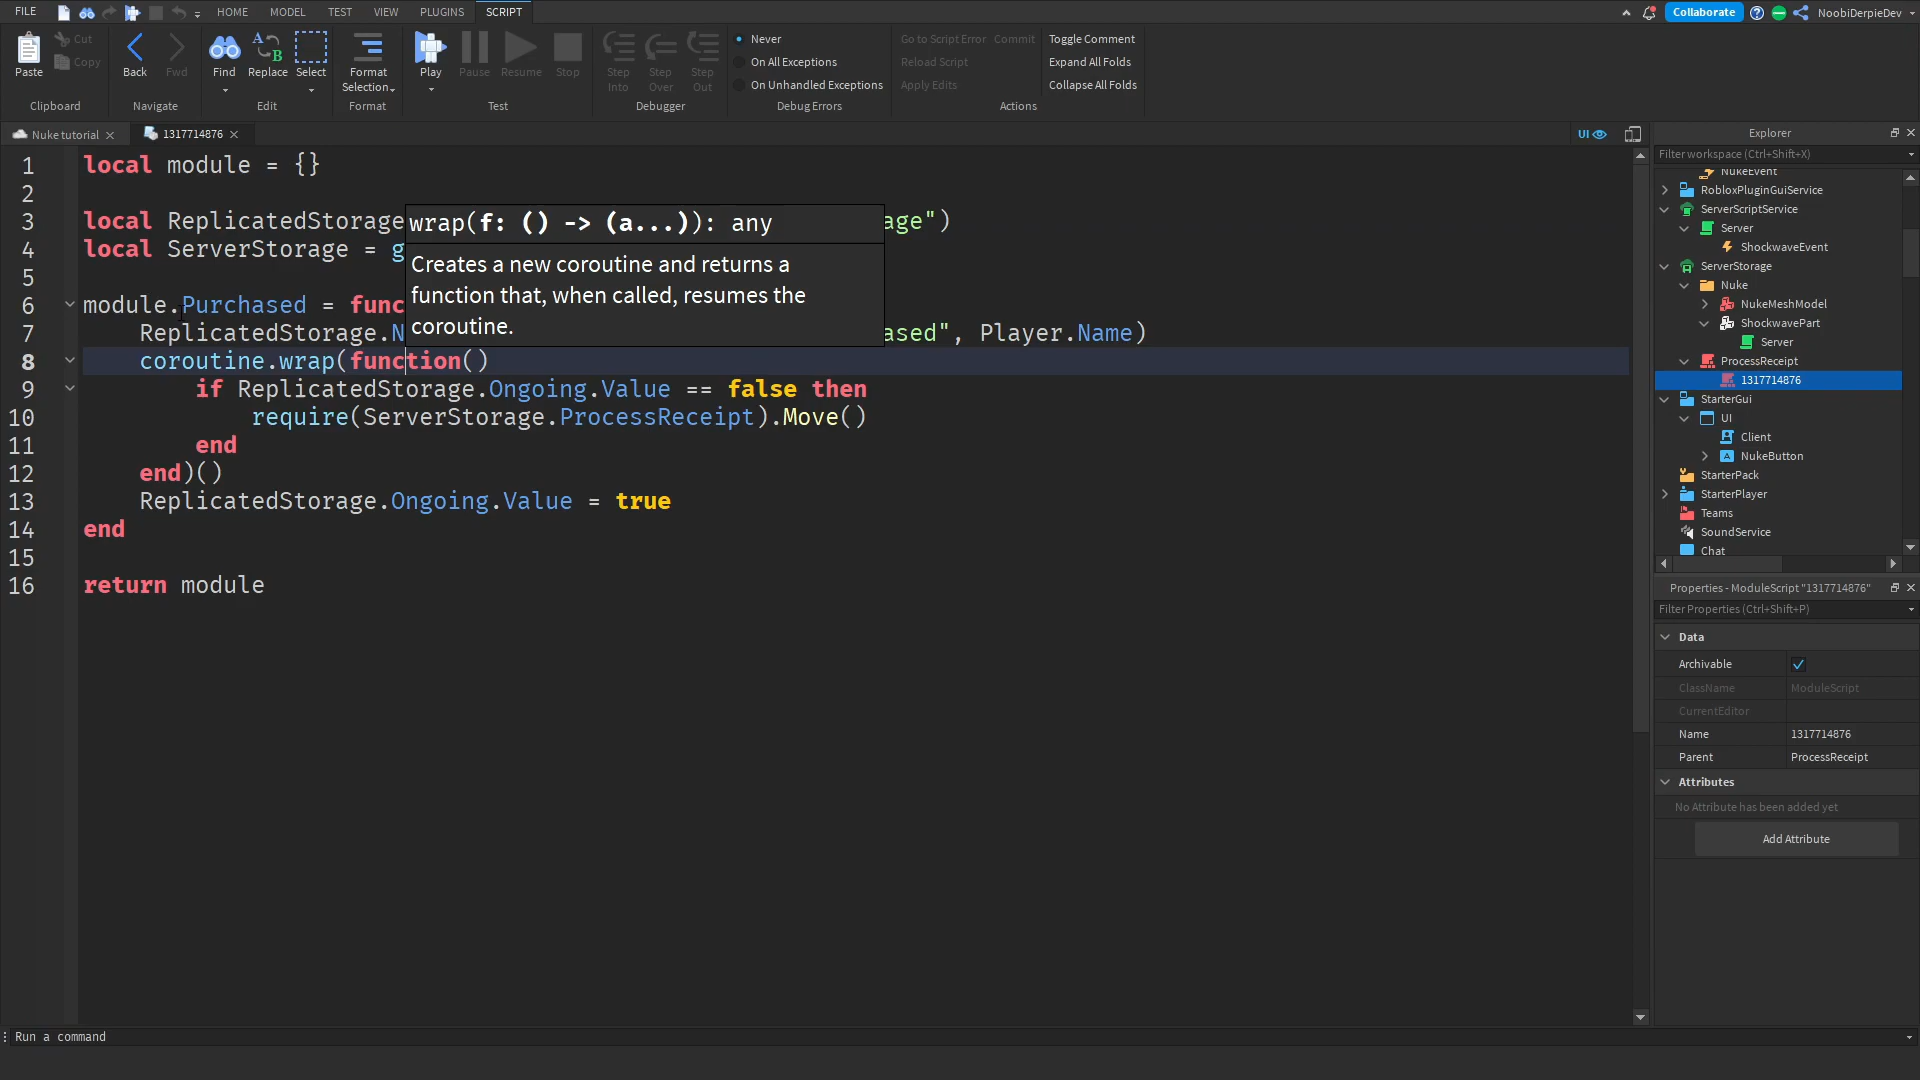 FILE HOME MODEL TEST VIEW PLUGINS SCRIPT Collaborate NoobiDerpieDev
Paste Cut Copy Clipboard
Back Fwd Navigate
Find Replace Select Edit
Format Selection Format
Play Pause Resume Stop Test
Step Into Step Over Step Out Debugger
Never
On All Exceptions
On Unhandled Exceptions
Debug Errors
Go to Script Error Commit Toggle Comment
Reload Script Expand All Folds
Apply Edits Collapse All Folds
Actions
Nuke tutorial 1317714876 UI
1 local module = {}
2
3 local ReplicatedStorage age")
4 local ServerStorage = g
5
6 module.Purchased = func
7 ReplicatedStorage.N ased", Player.Name)
8 coroutine.wrap(function()
9 if ReplicatedStorage.Ongoing.Value == false then
10 require(ServerStorage.ProcessReceipt).Move()
11 end
12 end)()
13 ReplicatedStorage.Ongoing.Value = true
14 end
15
16 return module
wrap(f: () -> (a...)): any
Creates a new coroutine and returns a
function that, when called, resumes the
coroutine.
Explorer
Filter workspace (Ctrl+Shift+X)
NukeEvent
RobloxPluginGuiService
ServerScriptService
Server
ShockwaveEvent
ServerStorage
Nuke
NukeMeshModel
ShockwavePart
Server
ProcessReceipt
1317714876
StarterGui
UI
Client
NukeButton
StarterPack
StarterPlayer
Teams
SoundService
Chat
Properties - ModuleScript "1317714876"
Filter Properties (Ctrl+Shift+P)
Data
Archivable
ClassName ModuleScript
CurrentEditor
Name 1317714876
Parent ProcessReceipt
Attributes
No Attribute has been added yet
Add Attribute
Run a command